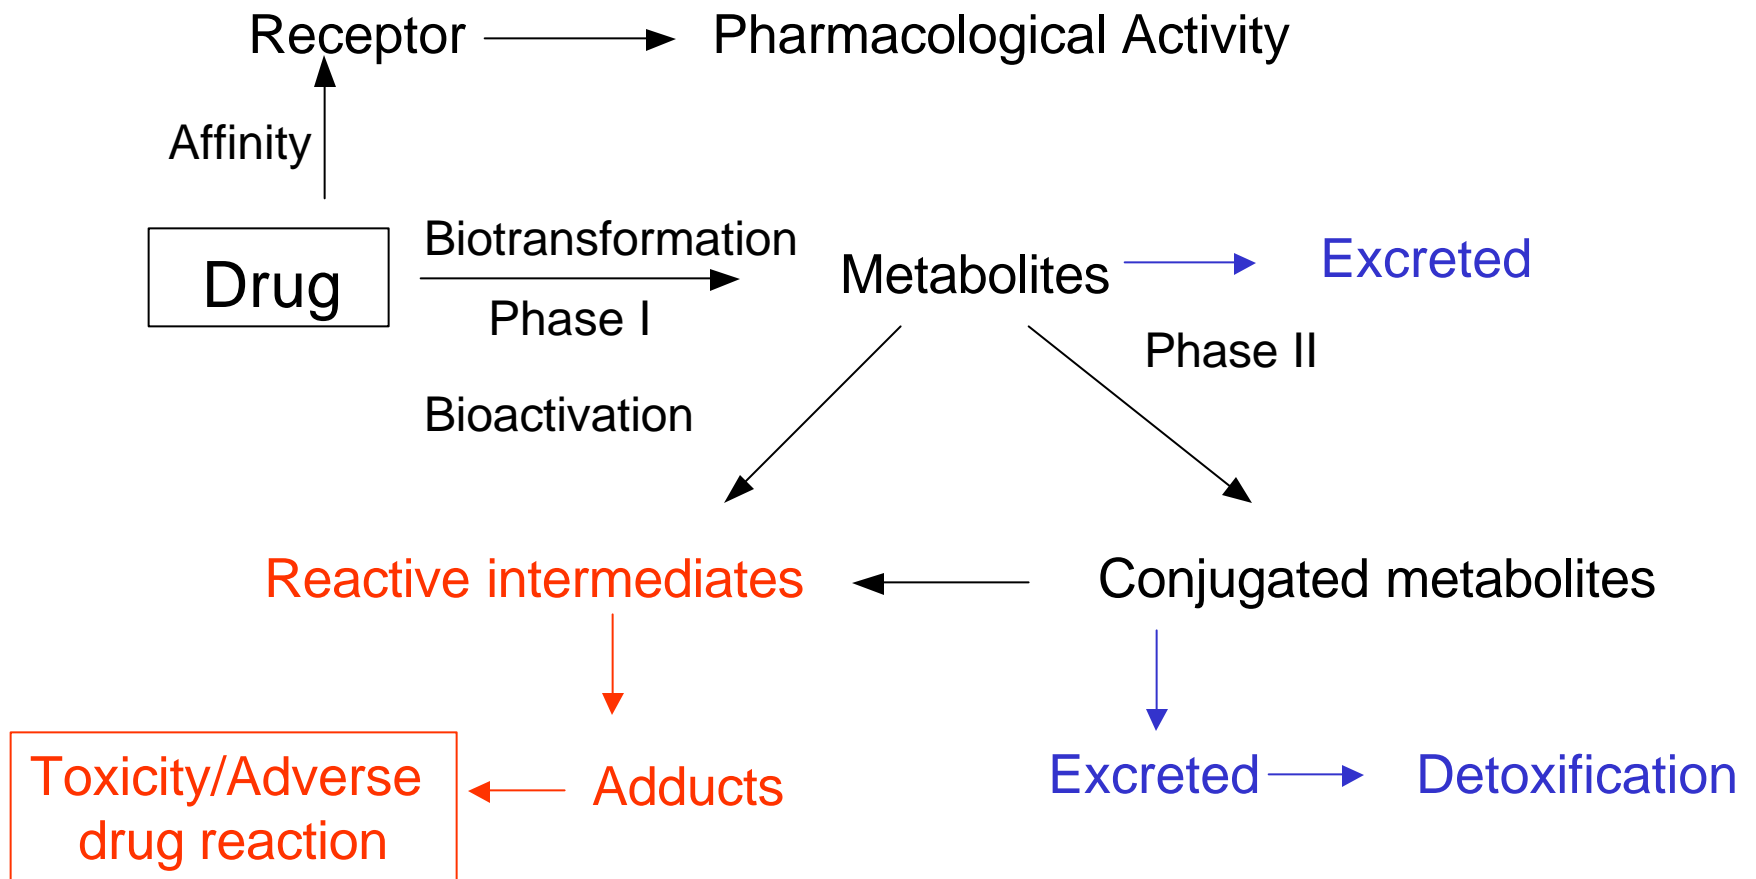 Receptor
Pharmacological Activity
Affinity
Drug
Biotransformation
Phase I
Metabolites
Excreted
Phase II
Bioactivation
Reactive intermediates
Conjugated metabolites
Toxicity/Adverse
drug reaction
Adducts
Excreted
Detoxification